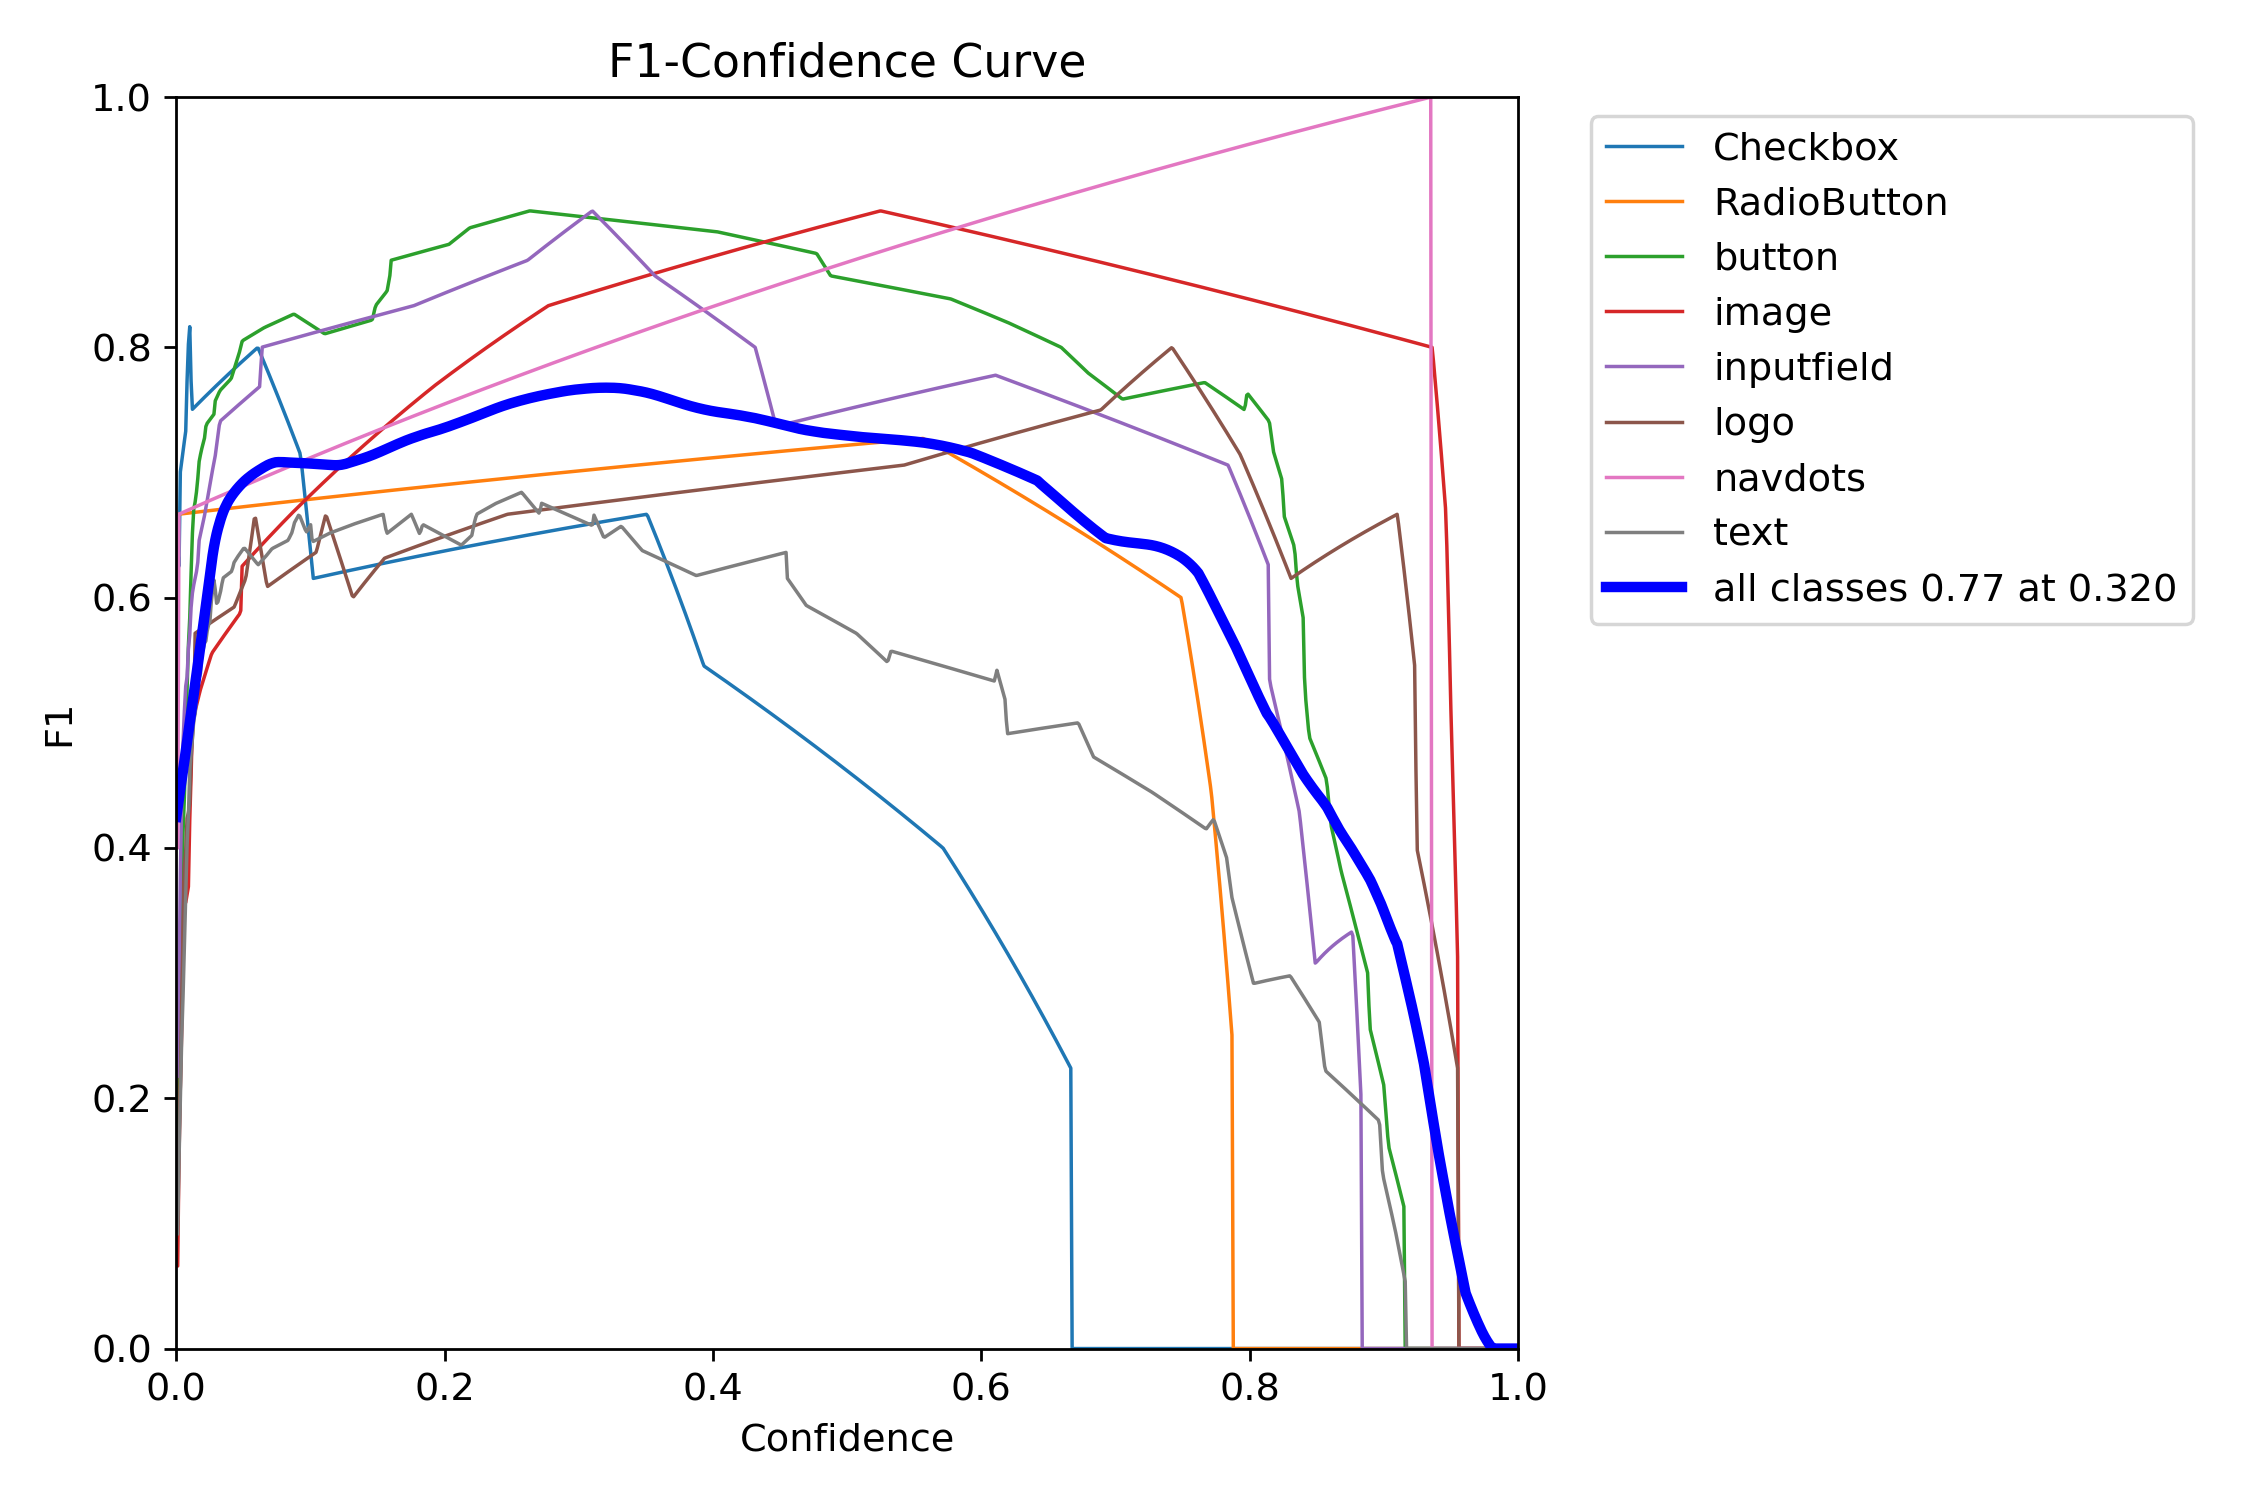 F1-Confidence Curve
1.0
0.8
0.6
0.4
0.2
0.0
F1
0.0 0.2 0.4 0.6 0.8 1.0
Confidence
Checkbox
RadioButton
button
image
inputfield
logo
navdots
text
all classes 0.77 at 0.320